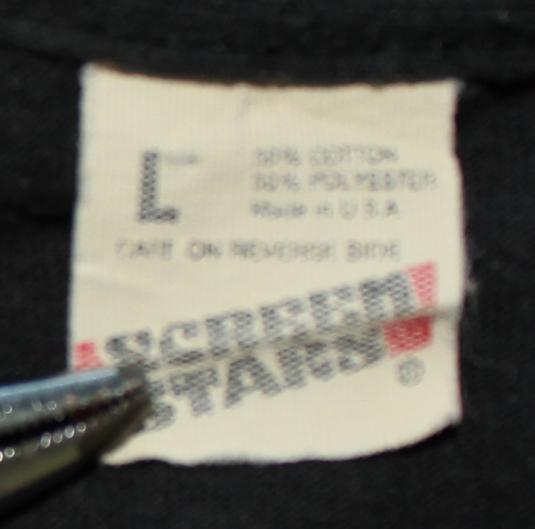 L
50% COTTON
50% POLYESTER
Made in U.S.A
CARE ON REVERSE SIDE
SCREEN
STARS
®